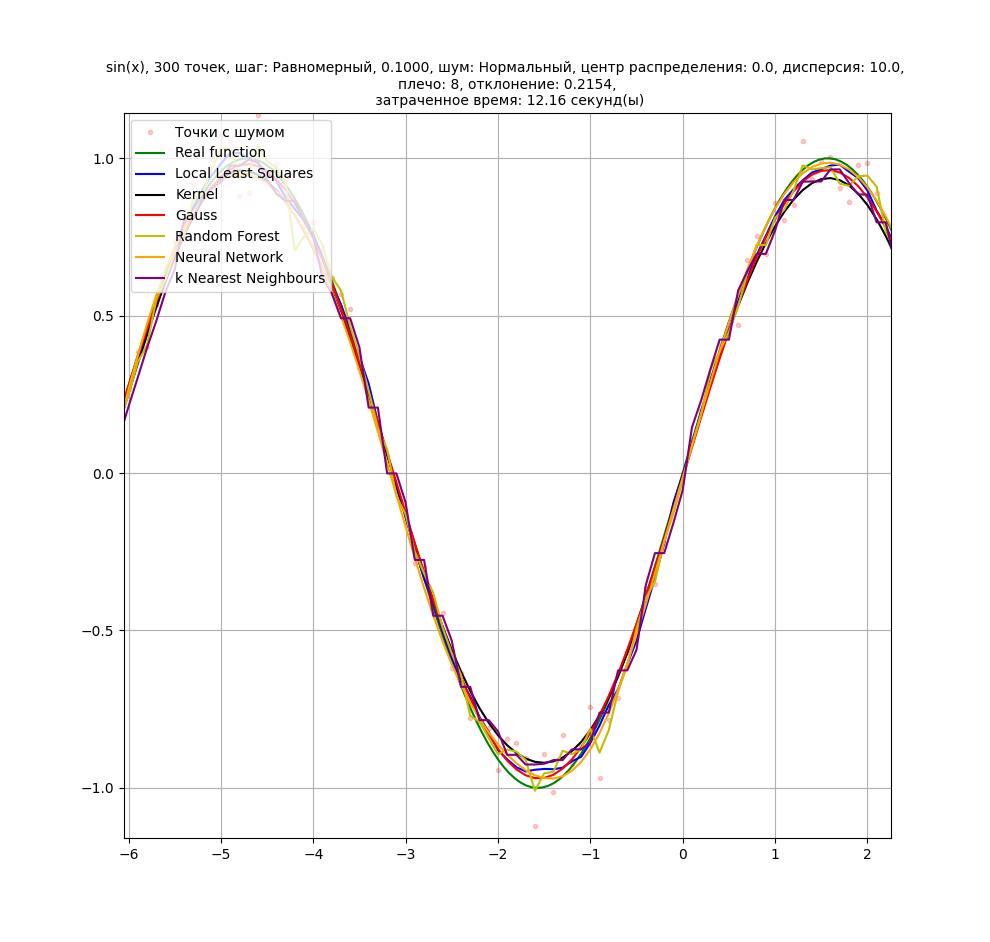 sin(x), 300 точек, шаг: Равномерный, 0.1000, шум: Нормальный, центр распределения: 0.0, дисперсия: 10.0,
плечо: 8, отклонение: 0.2154,
затраченное время: 12.16 секунд(ы)
Точки с шумом
Real function
Local Least Squares
Kernel
Gauss
Random Forest
Neural Network
k Nearest Neighbours
1.0
0.5
0.0
−0.5
−1.0
−6 −5 −4 −3 −2 −1 0 1 2